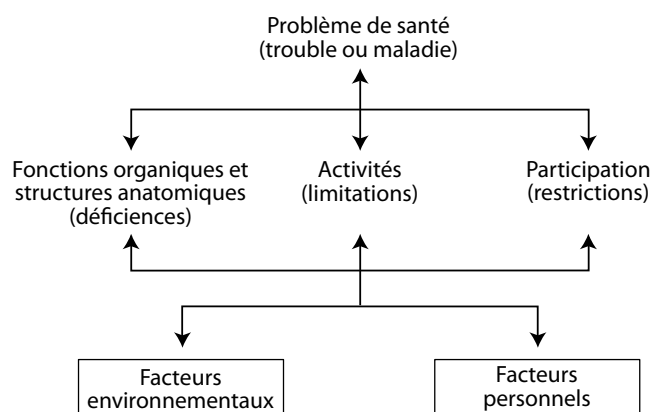 Problème de santé
(trouble ou maladie)
Fonctions organiques et
structures anatomiques
(déficiences)
Activités
(limitations)
Participation
(restrictions)
Facteurs
environnementaux
Facteurs
personnels